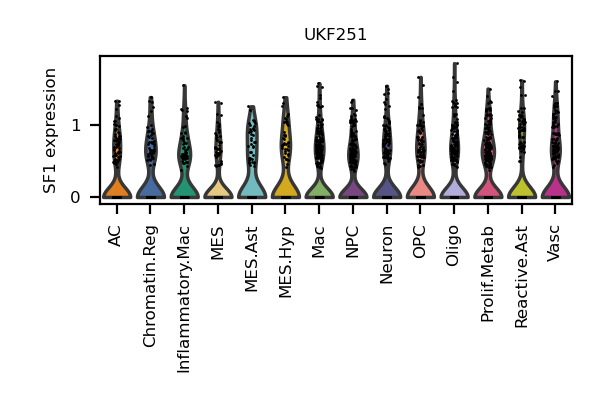 UKF251
SF1 expression
1
0
AC
Chromatin.Reg
Inflammatory.Mac
MES
MES.Ast
MES.Hyp
Mac
NPC
Neuron
OPC
Oligo
Prolif.Metab
Reactive.Ast
Vasc